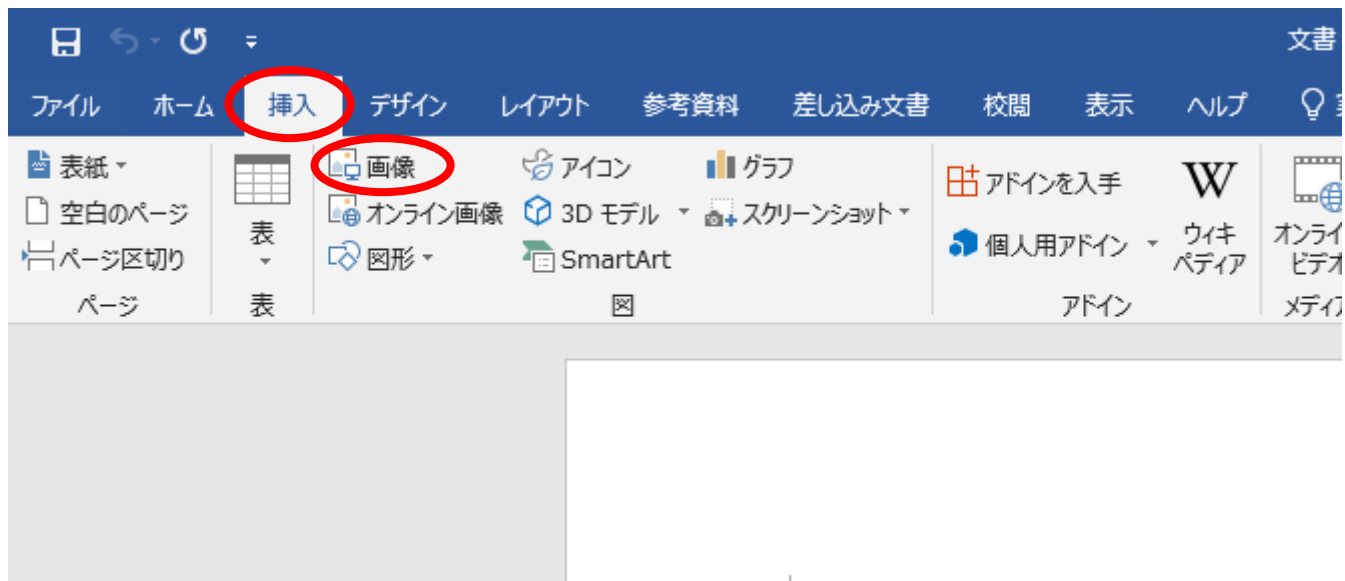 文書
ファイル ホーム 挿入 デザイン レイアウト 参考資料 差し込み文書 校閲 表示 ヘルプ
表紙
空白のページ
ページ区切り
ページ
表
表
画像
オンライン画像
図形
アイコン
3D モデル
SmartArt
グラフ
スクリーンショット
図
アドインを入手
個人用アドイン
W
ウィキ
ペディア
アドイン
オンライ
ビデオ
メディア